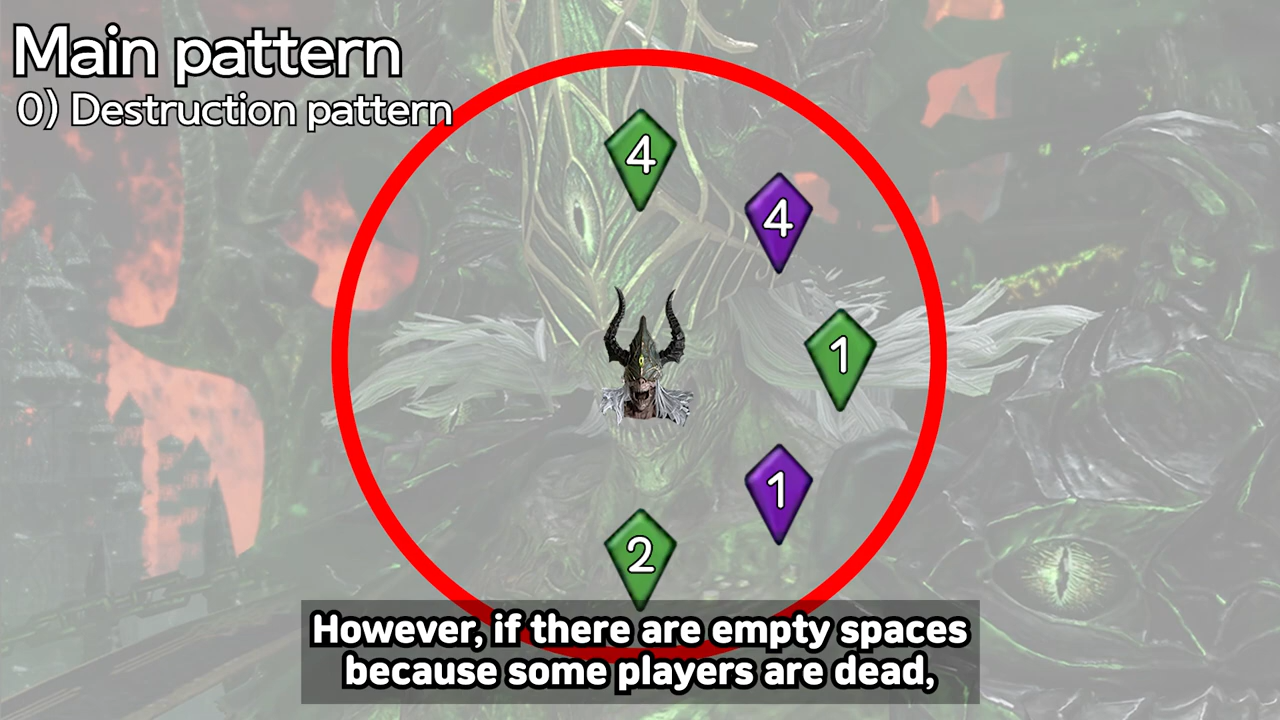 Main pattern
0) Destruction pattern
4
4
1
1
2
However, if there are empty spaces
because some players are dead,